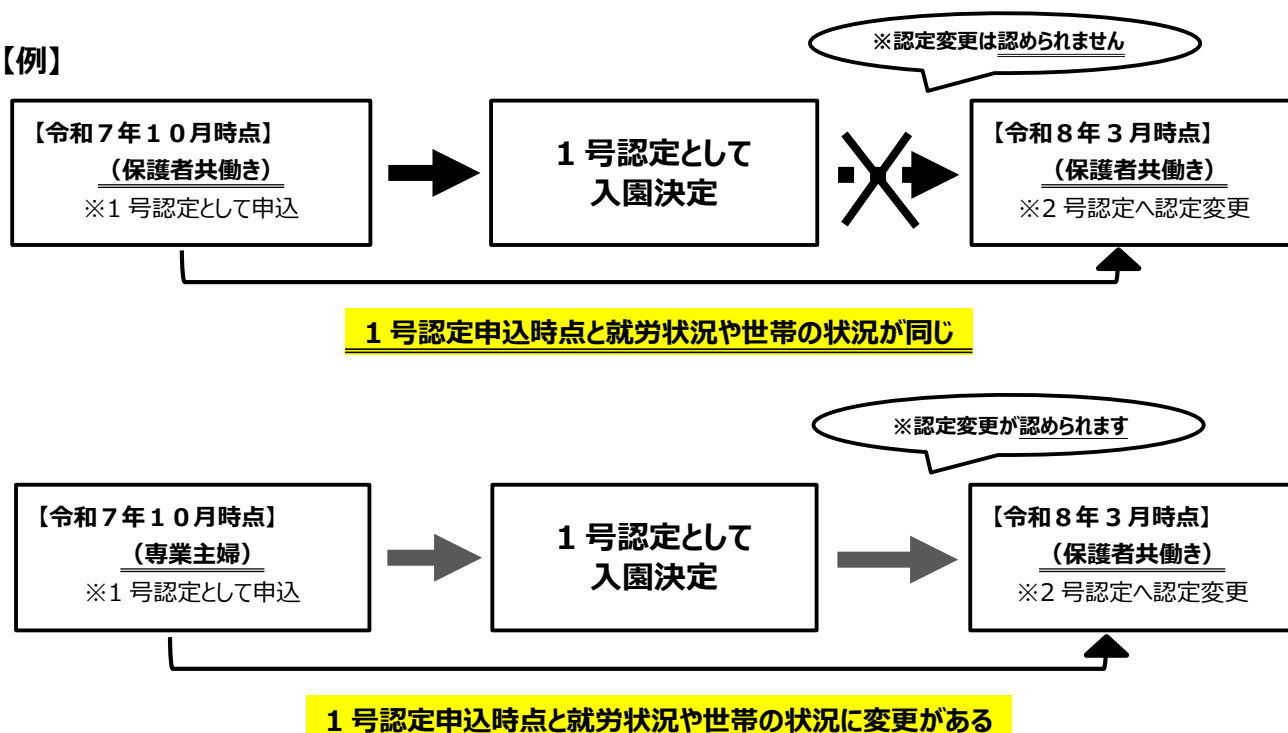 ※認定変更は認められません
【例】
【令和7年10月時点】
(保護者共働き)
※1号認定として申込
1号認定として
入園決定
【令和8年3月時点】
(保護者共働き)
※2号認定へ認定変更
1号認定申込時点と就労状況や世帯の状況が同じ
※認定変更が認められます
【令和7年10月時点】
(専業主婦)
※1号認定として申込
1号認定として
入園決定
【令和8年3月時点】
(保護者共働き)
※2号認定へ認定変更
1号認定申込時点と就労状況や世帯の状況に変更がある